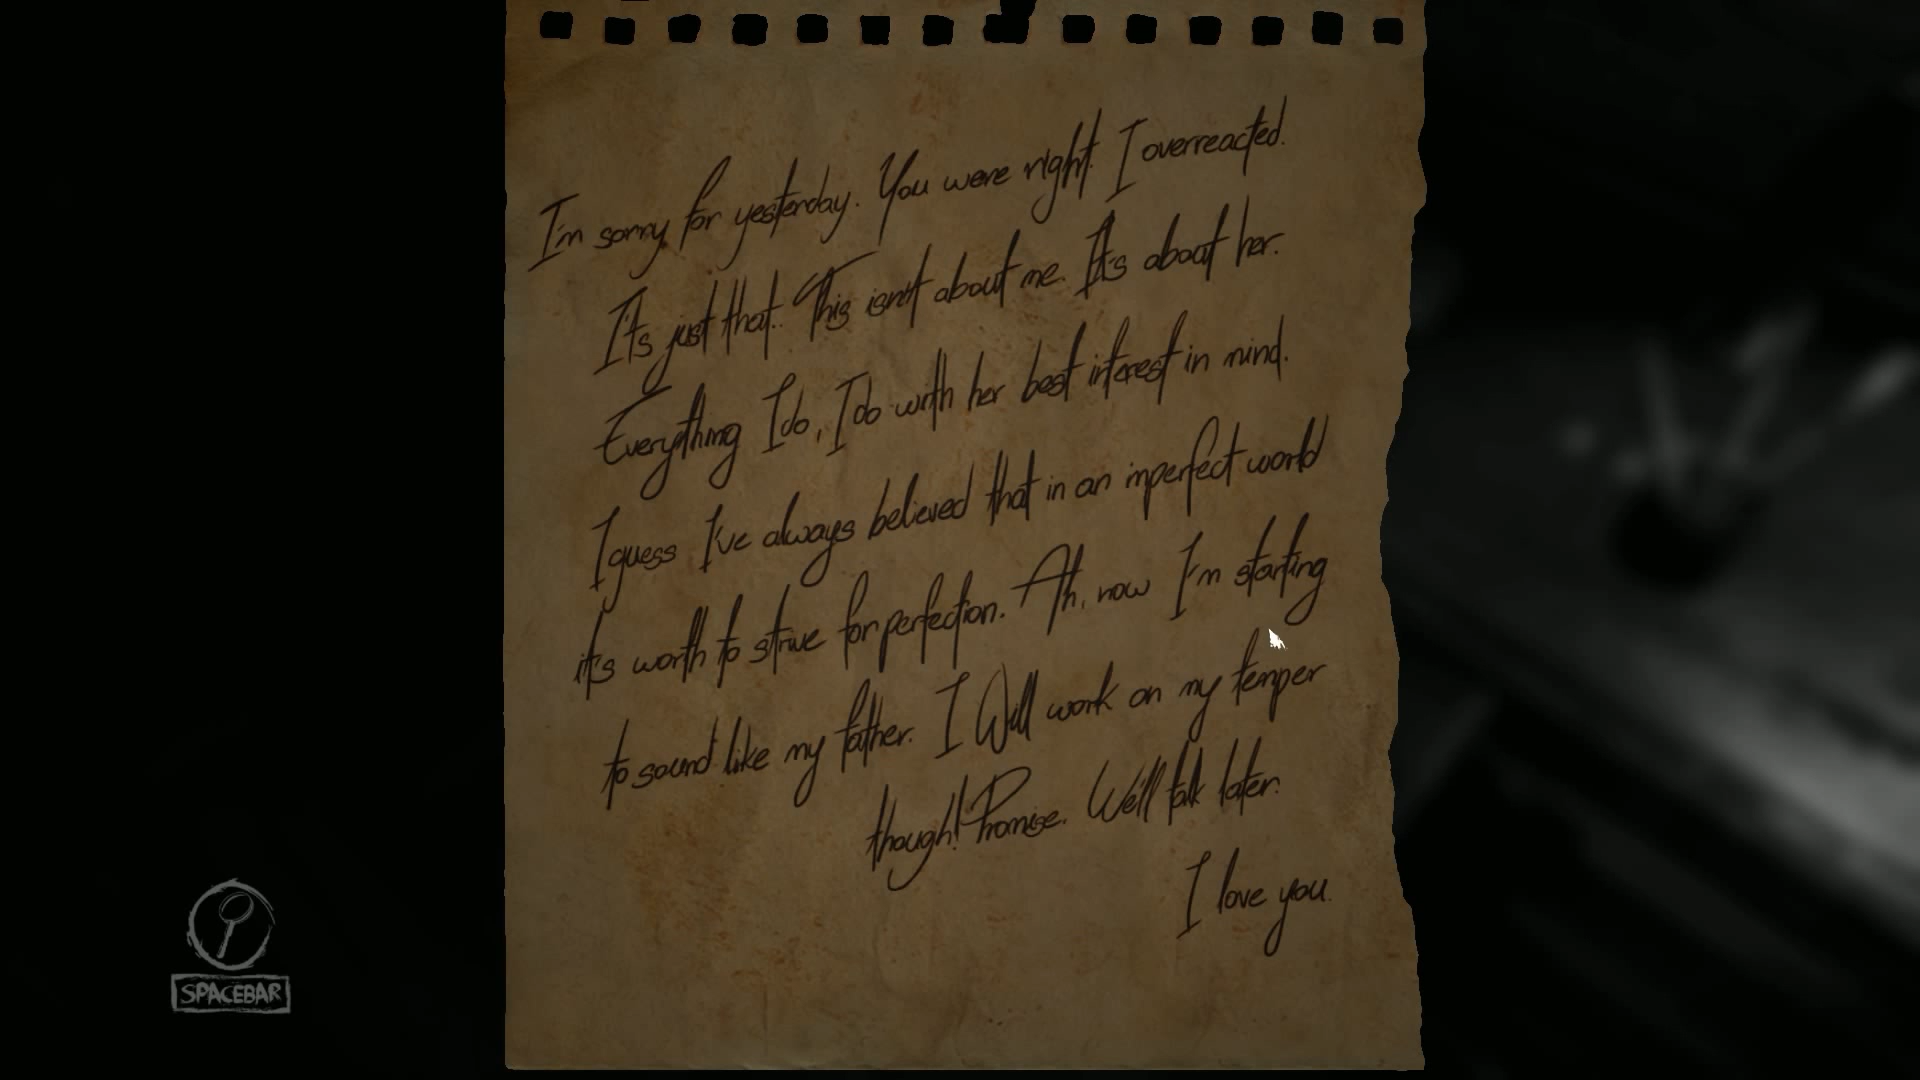 I'm sorry for yesterday. You were right. I overreacted.
It's just that.. This isn't about me. It's about her.
Everything I do, I do with her best interest in mind.
I guess I've always believed that in an imperfect world
it's worth to strive for perfection. Ah, now I'm starting
to sound like my father. I Will work on my temper
though! Promise. We'll talk later.
I love you.
SPACEBAR